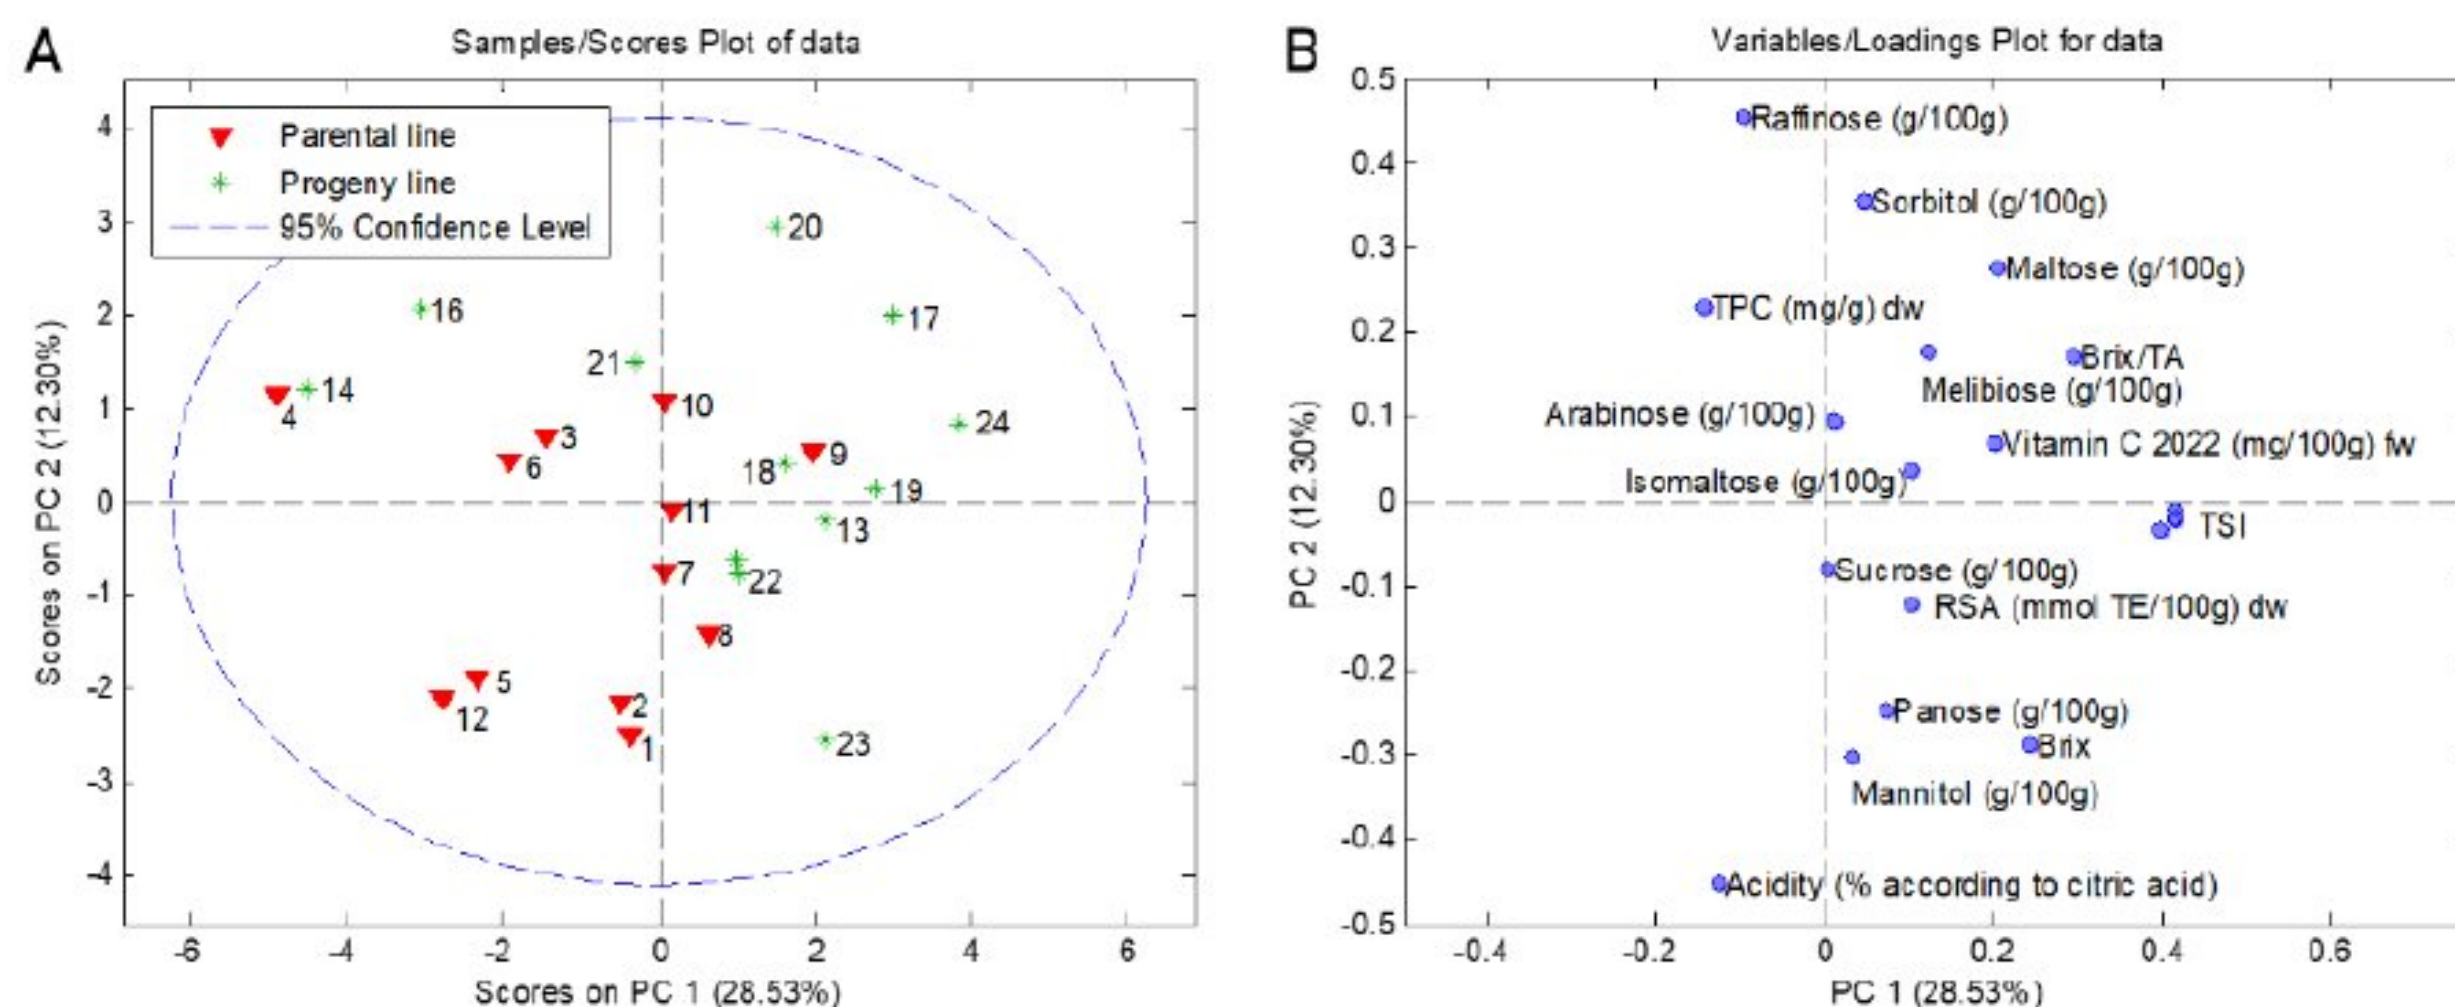 A
Samples/Scores Plot of data
Parental line
Progeny line
95% Confidence Level
4
3
2
1
0
-1
-2
-3
-4
Scores on PC 2 (12.30%)
20
16
17
21
14
4
10
24
3
9
6
18
19
11
13
7
22
8
5
2
12
1
23
-6
-4
-2
0
2
4
6
Scores on PC 1 (28.53%)
B
Variables/Loadings Plot for data
0.5
0.4
0.3
0.2
0.1
0
-0.1
-0.2
-0.3
-0.4
-0.5
PC 2 (12.30%)
Raffinose (g/100g)
Sorbitol (g/100g)
Maltose (g/100g)
TPC (mg/g) dw
Brix/TA
Melibiose (g/100g)
Arabinose (g/100g)
Vitamin C 2022 (mg/100g) fw
Isomaltose (g/100g)
TSI
Sucrose (g/100g)
RSA (mmol TE/100g) dw
Panose (g/100g)
Brix
Mannitol (g/100g)
Acidity (% according to citric acid)
-0.4
-0.2
0
0.2
0.4
0.6
PC 1 (28.53%)